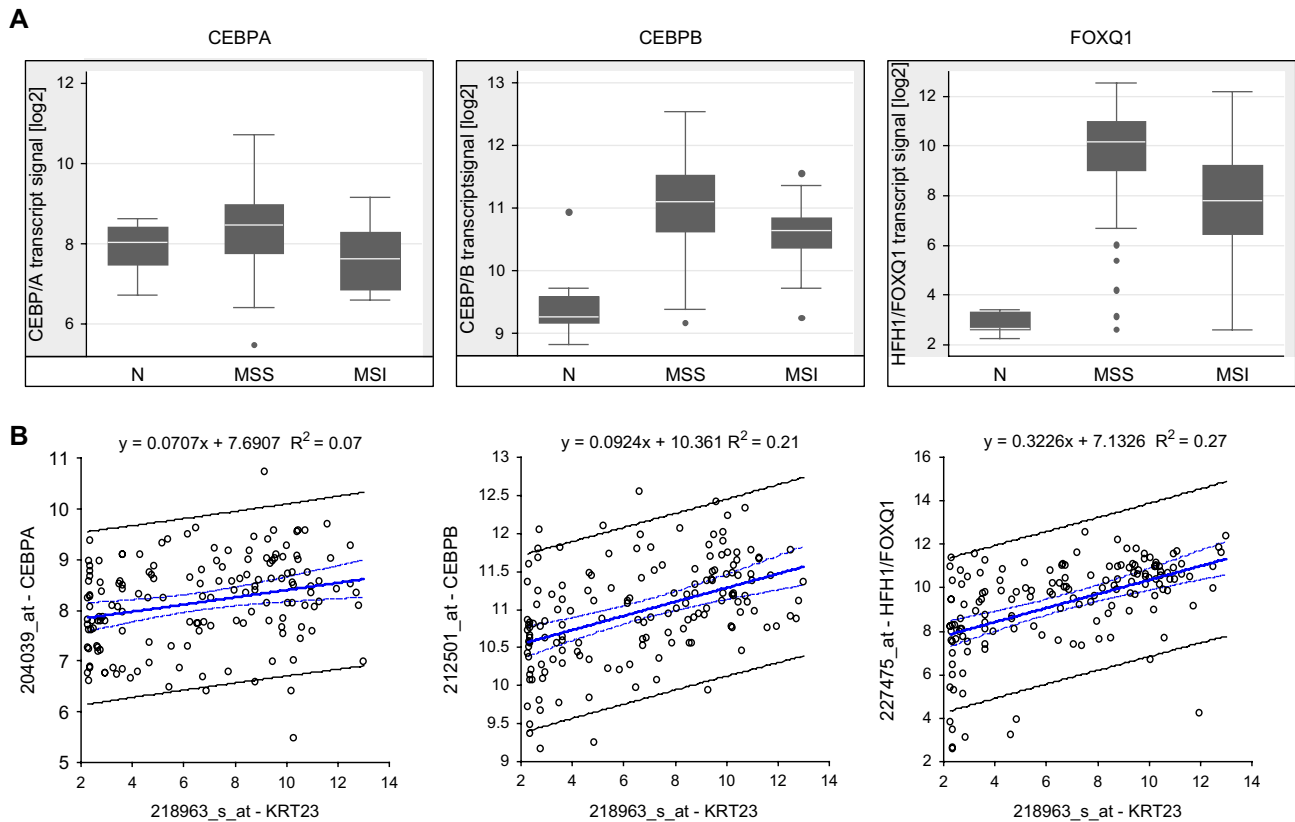 A
CEBPA
CEBPB
FOXQ1
CEBP/A transcript signal [log2]
12
10
8
6
N
MSS
MSI
CEBP/B transcriptsignal [log2]
13
12
11
10
9
N
MSS
MSI
HFH1/FOXQ1 transcript signal [log2]
12
10
8
6
4
2
N
MSS
MSI
B
y = 0.0707x + 7.6907 R² = 0.07
204039_at - CEBPA
11
10
9
8
7
6
5
2
4
6
8
10
12
14
218963_s_at - KRT23
y = 0.0924x + 10.361 R² = 0.21
212501_at - CEBPB
13
12.5
12
11.5
11
10.5
10
9.5
9
2
4
6
8
10
12
14
218963_s_at - KRT23
y = 0.3226x + 7.1326 R² = 0.27
227475_at - HFH1/FOXQ1
16
14
12
10
8
6
4
2
2
4
6
8
10
12
14
218963_s_at - KRT23